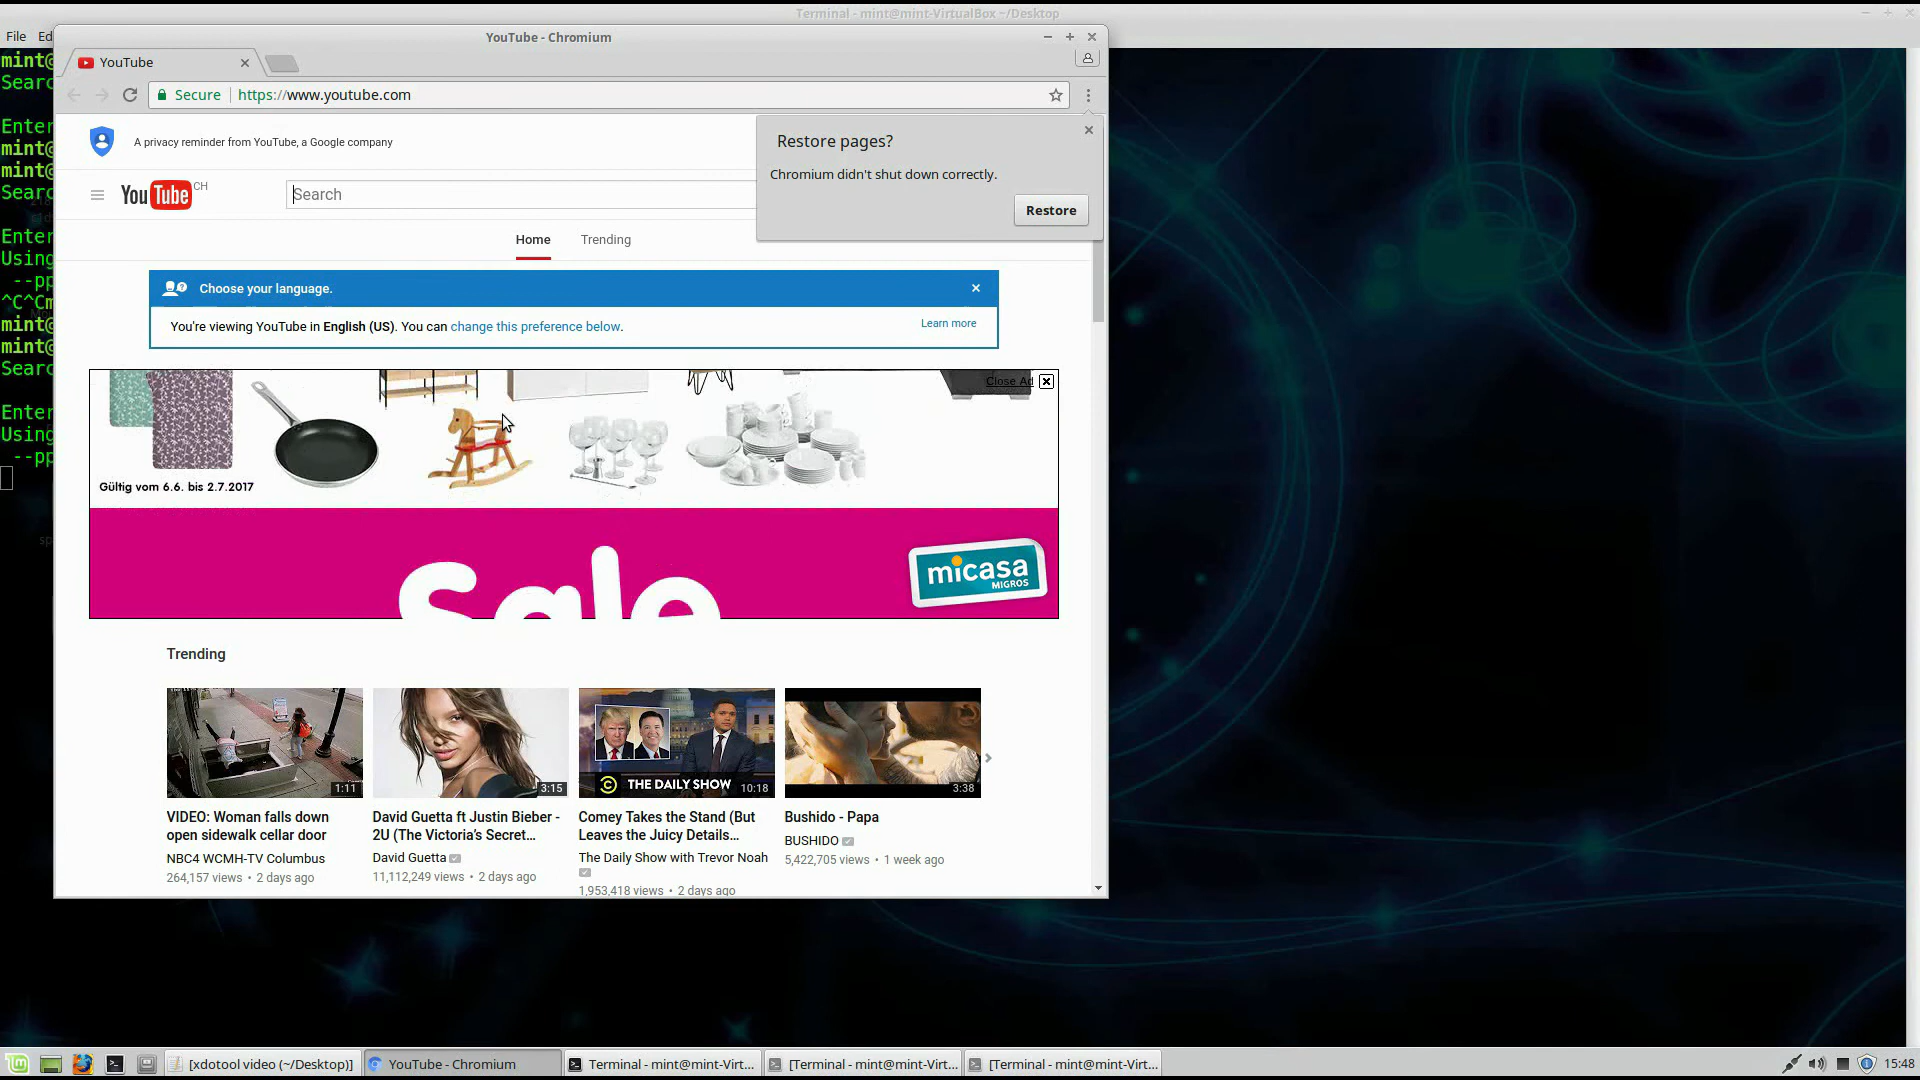 Terminal - mint@mint-VirtualBox ~/Desktop
File Ed
YouTube - Chromium
YouTube
Secure https://www.youtube.com
A privacy reminder from YouTube, a Google company
Restore pages?
Chromium didn't shut down correctly.
Restore
YouTube CH
Search
Home Trending
Choose your language.
You're viewing YouTube in English (US). You can change this preference below.
Learn more
Close Ad
Gültig vom 6.6. bis 2.7.2017
Sale
micasa
MIGROS
Trending
1:11
3:15
THE DAILY SHOW 10:18
3:38
VIDEO: Woman falls down
open sidewalk cellar door
NBC4 WCMH-TV Columbus
264,157 views • 2 days ago
David Guetta ft Justin Bieber -
2U (The Victoria's Secret...
David Guetta
11,112,249 views • 2 days ago
Comey Takes the Stand (But
Leaves the Juicy Details...
The Daily Show with Trevor Noah
1,953,418 views • 2 days ago
Bushido - Papa
BUSHIDO
5,422,705 views • 1 week ago
mint@
Searc
Enter
mint@
mint@
Searc
Enter
Using
--pp
^C^Cm
mint@
mint@
Searc
Enter
Using
--pp
[xdotool video (~/Desktop)]
YouTube - Chromium
Terminal - mint@mint-Virt...
[Terminal - mint@mint-Virt...
[Terminal - mint@mint-Virt...
15:48